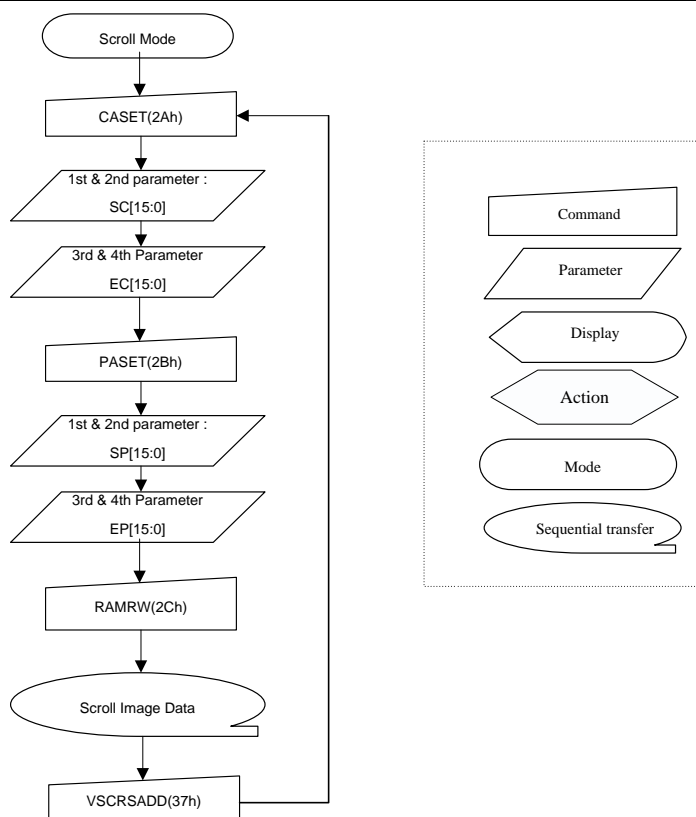 Scroll Mode
CASET(2Ah)
1st & 2nd parameter :
SC[15:0]
3rd & 4th Parameter
EC[15:0]
PASET(2Bh)
1st & 2nd parameter :
SP[15:0]
3rd & 4th Parameter
EP[15:0]
RAMRW(2Ch)
Scroll Image Data
VSCRSADD(37h)
Command
Parameter
Display
Action
Mode
Sequential transfer